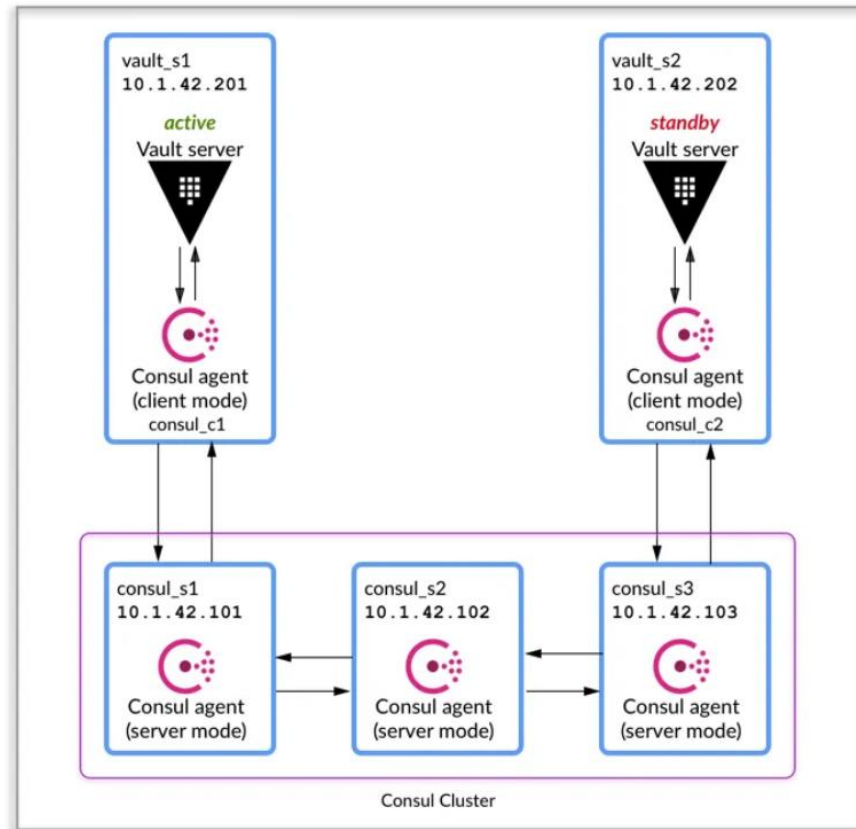 vault_s1
10.1.42.201
active
Vault server
Consul agent
(client mode)
consul_c1
vault_s2
10.1.42.202
standby
Vault server
Consul agent
(client mode)
consul_c2
consul_s1
10.1.42.101
Consul agent
(server mode)
consul_s2
10.1.42.102
Consul agent
(server mode)
consul_s3
10.1.42.103
Consul agent
(server mode)
Consul Cluster